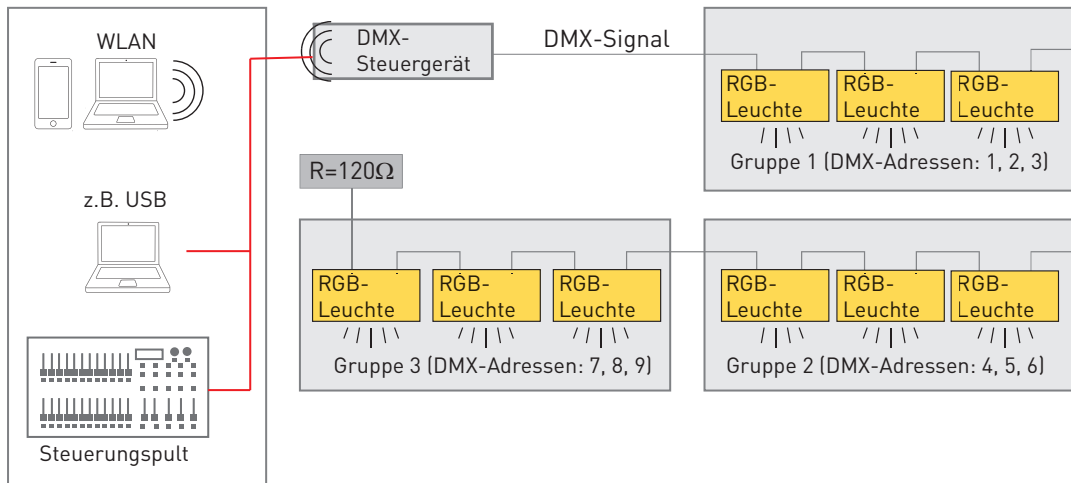 WLAN
z.B. USB
Steuerungspult
DMX-
Steuergerät
DMX-Signal
RGB-
Leuchte
RGB-
Leuchte
RGB-
Leuchte
Gruppe 1 (DMX-Adressen: 1, 2, 3)
R=120Ω
RGB-
Leuchte
RGB-
Leuchte
RGB-
Leuchte
Gruppe 3 (DMX-Adressen: 7, 8, 9)
RGB-
Leuchte
RGB-
Leuchte
RGB-
Leuchte
Gruppe 2 (DMX-Adressen: 4, 5, 6)